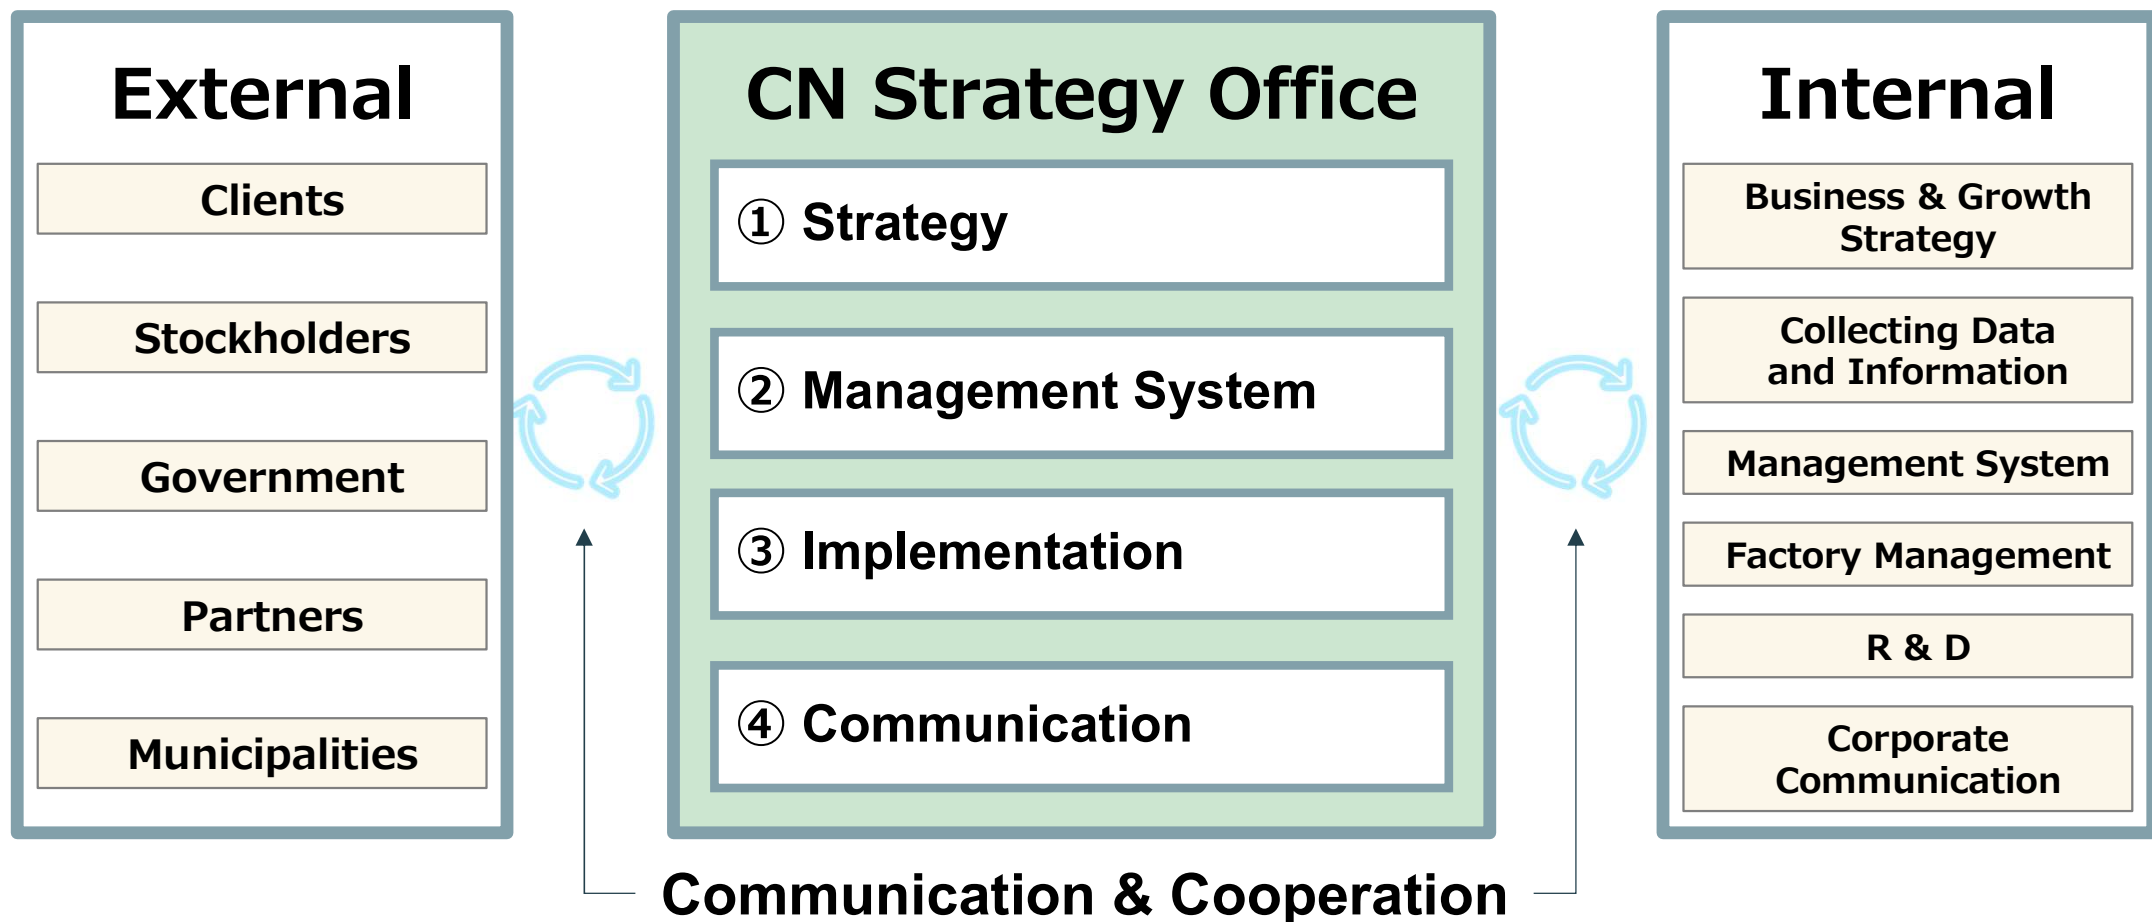 External
Clients
Stockholders
Government
Partners
Municipalities
CN Strategy Office
① Strategy
② Management System
③ Implementation
④ Communication
Internal
Business & Growth
Strategy
Collecting Data
and Information
Management System
Factory Management
R & D
Corporate
Communication
Communication & Cooperation